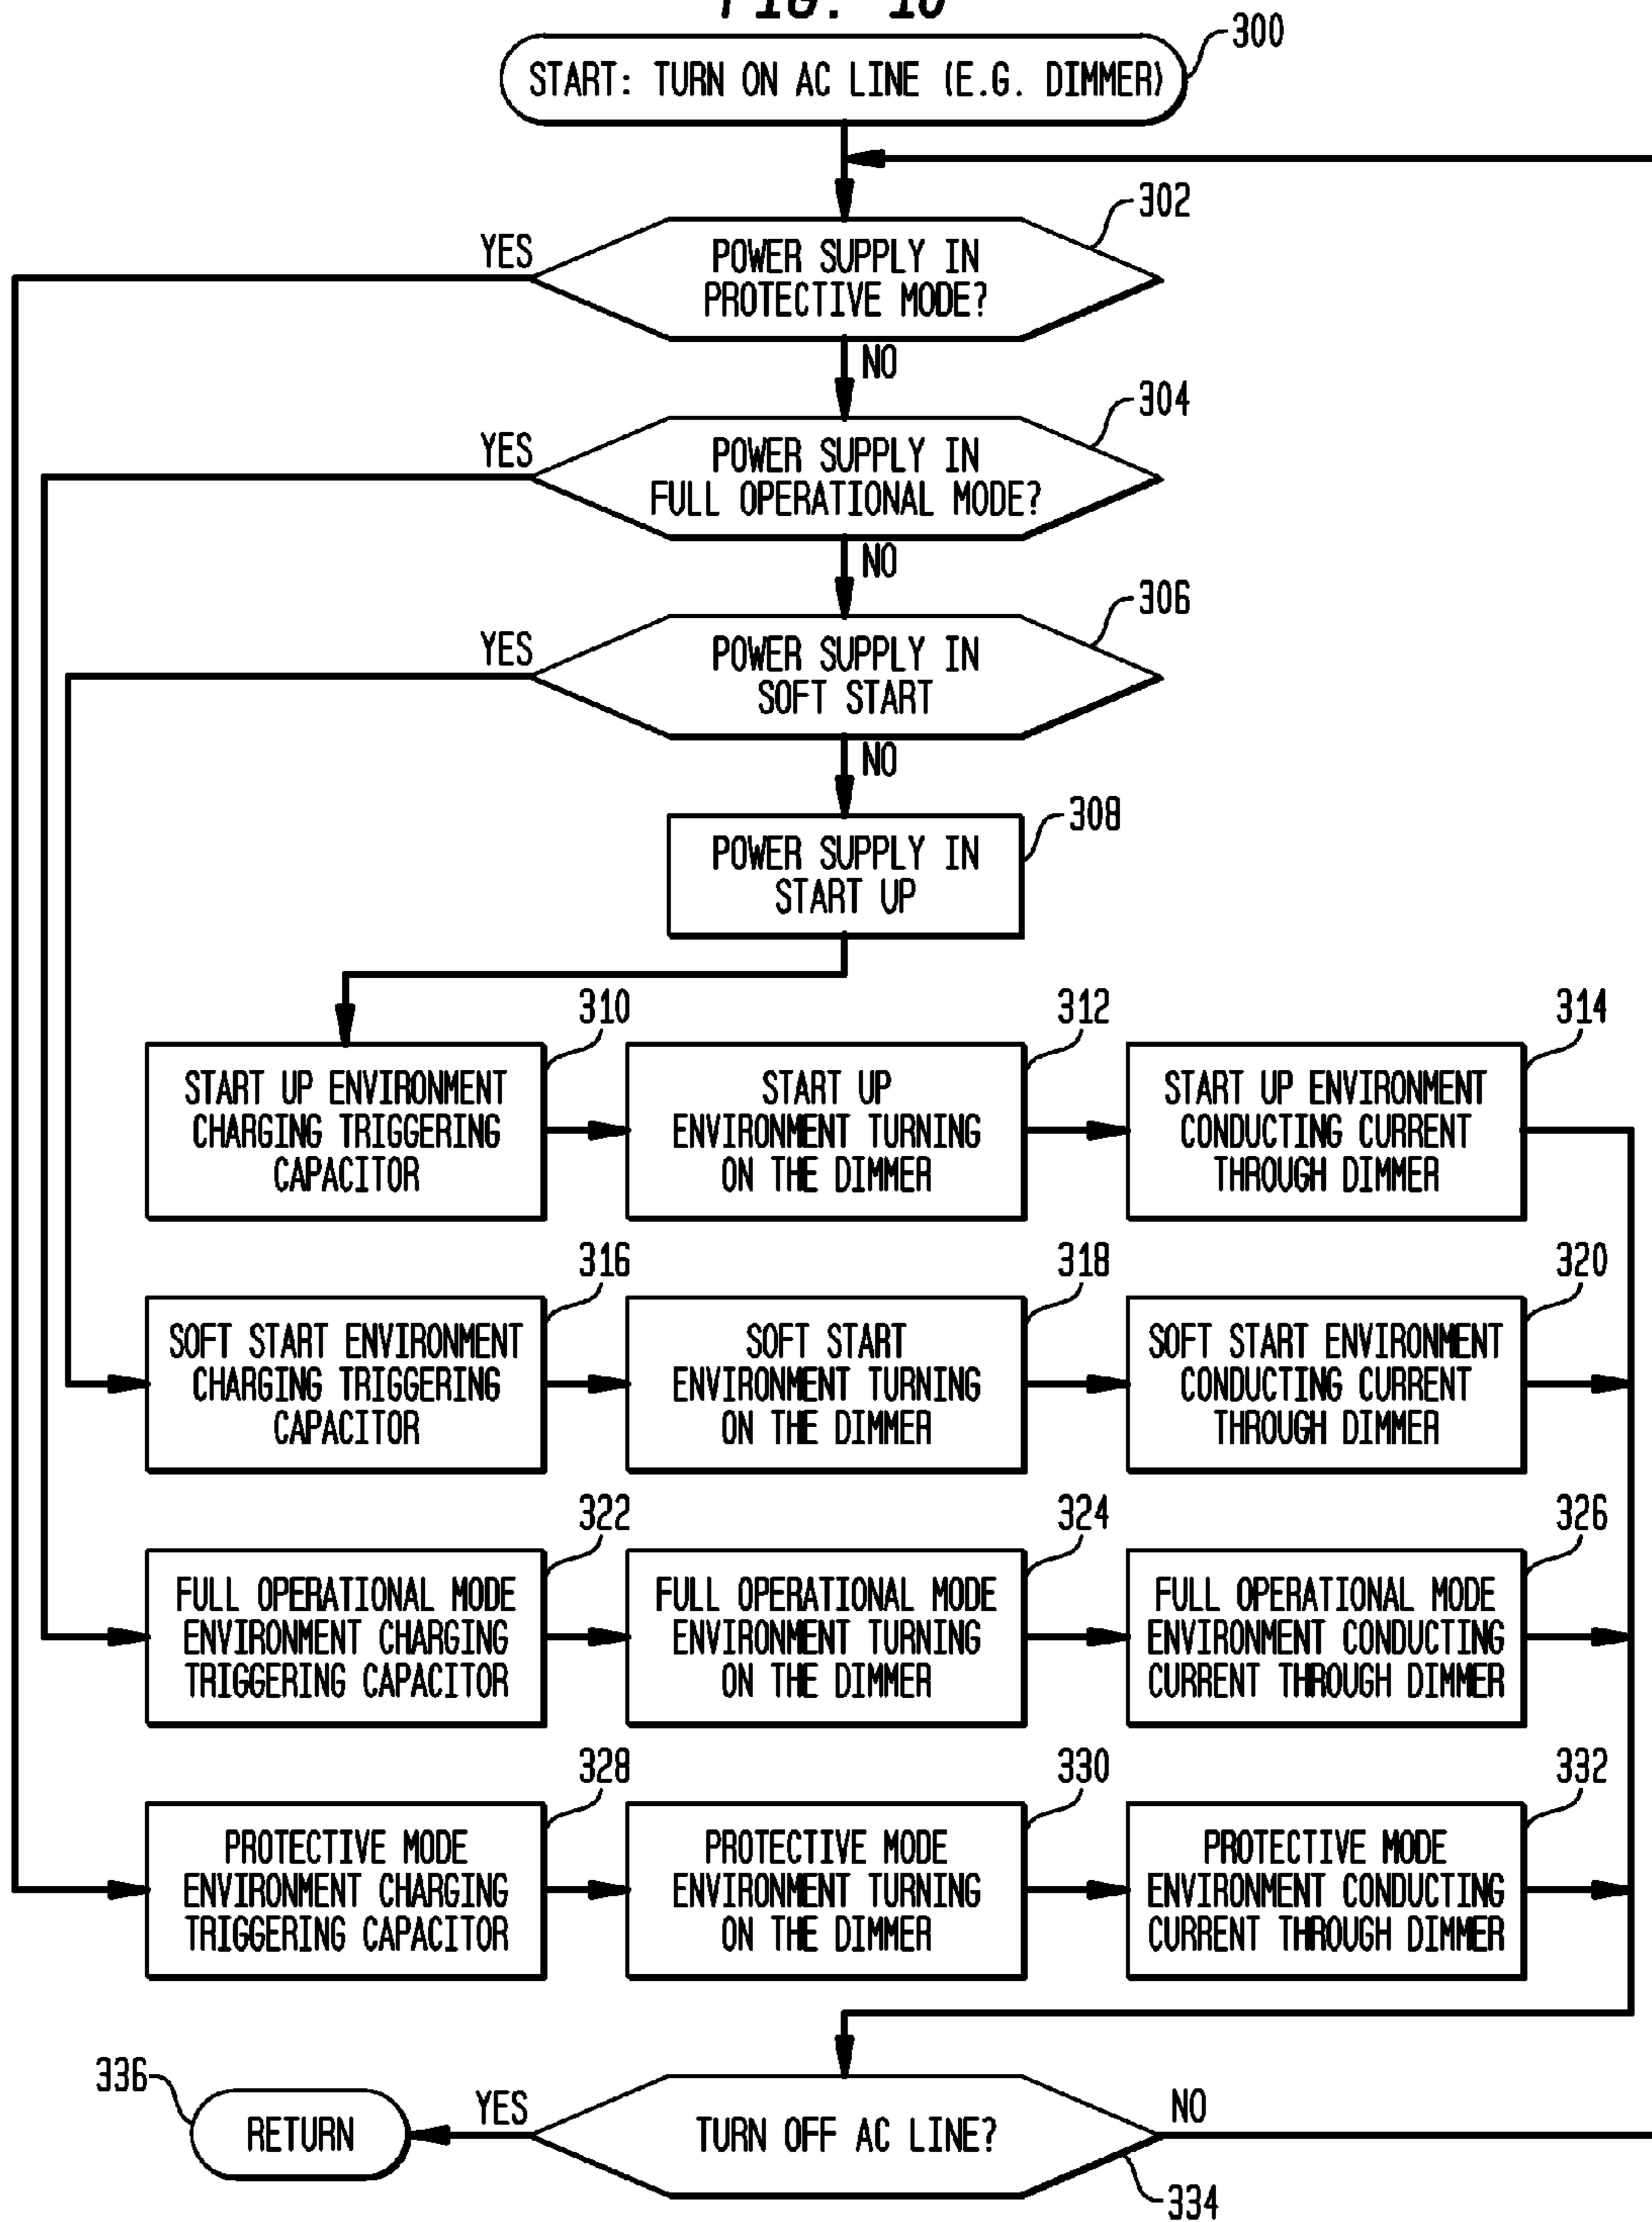 FIG. 10
300
START: TURN ON AC LINE (E.G. DIMMER)
302
YES
POWER SUPPLY IN
PROTECTIVE MODE?
NO
304
YES
POWER SUPPLY IN
FULL OPERATIONAL MODE?
NO
306
YES
POWER SUPPLY IN
SOFT START
NO
308
POWER SUPPLY IN
START UP
310
START UP ENVIRONMENT
CHARGING TRIGGERING
CAPACITOR
312
START UP
ENVIRONMENT TURNING
ON THE DIMMER
314
START UP ENVIRONMENT
CONDUCTING CURRENT
THROUGH DIMMER
316
SOFT START ENVIRONMENT
CHARGING TRIGGERING
CAPACITOR
318
SOFT START
ENVIRONMENT TURNING
ON THE DIMMER
320
SOFT START ENVIRONMENT
CONDUCTING CURRENT
THROUGH DIMMER
322
FULL OPERATIONAL MODE
ENVIRONMENT CHARGING
TRIGGERING CAPACITOR
324
FULL OPERATIONAL MODE
ENVIRONMENT TURNING
ON THE DIMMER
326
FULL OPERATIONAL MODE
ENVIRONMENT CONDUCTING
CURRENT THROUGH DIMMER
328
PROTECTIVE MODE
ENVIRONMENT CHARGING
TRIGGERING CAPACITOR
330
PROTECTIVE MODE
ENVIRONMENT TURNING
ON THE DIMMER
332
PROTECTIVE MODE
ENVIRONMENT CONDUCTING
CURRENT THROUGH DIMMER
336
RETURN
YES
TURN OFF AC LINE?
NO
334